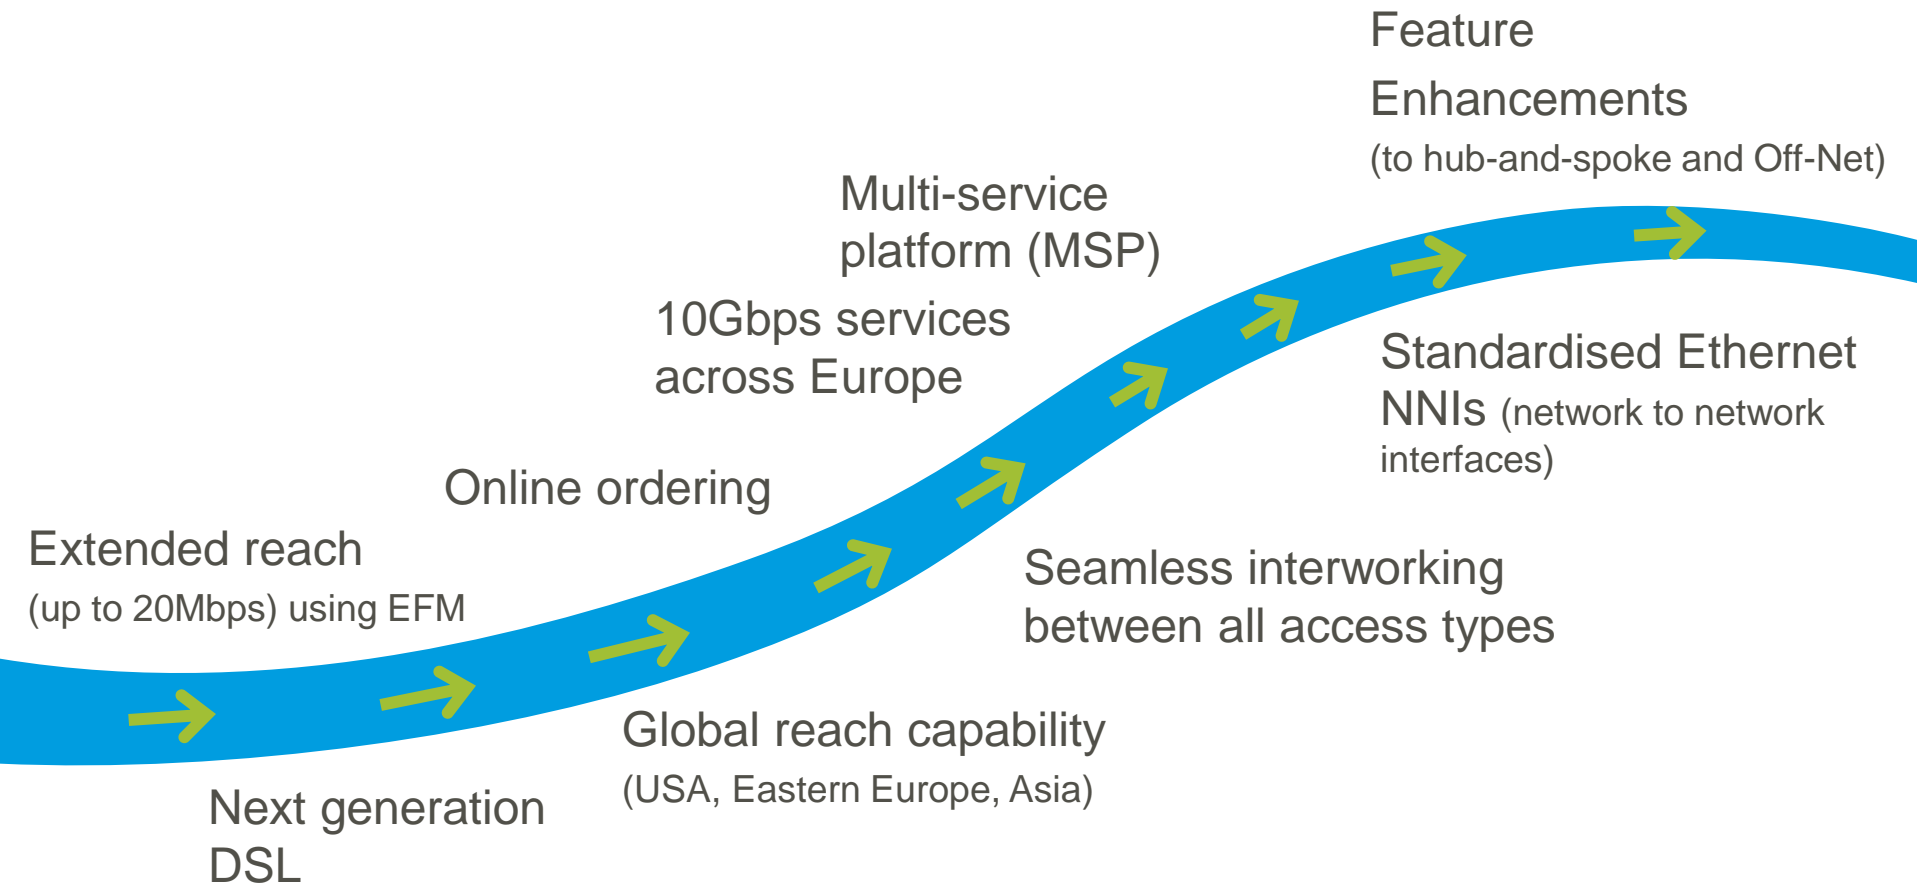 Feature
Enhancements
(to hub-and-spoke and Off-Net)
Multi-service
platform (MSP)
10Gbps services
across Europe
Standardised Ethernet
NNIs (network to network
interfaces)
Online ordering
Extended reach
(up to 20Mbps) using EFM
Seamless interworking
between all access types
Global reach capability
(USA, Eastern Europe, Asia)
Next generation
DSL